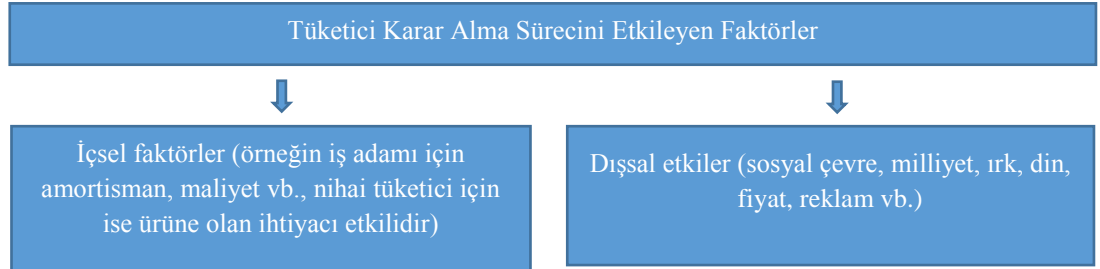 Tüketici Karar Alma Sürecini Etkileyen Faktörler
İçsel faktörler (örneğin iş adamı için
amortisman, maliyet vb., nihai tüketici için
ise ürüne olan ihtiyacı etkilidir)
Dışsal etkiler (sosyal çevre, milliyet, ırk, din,
fiyat, reklam vb.)